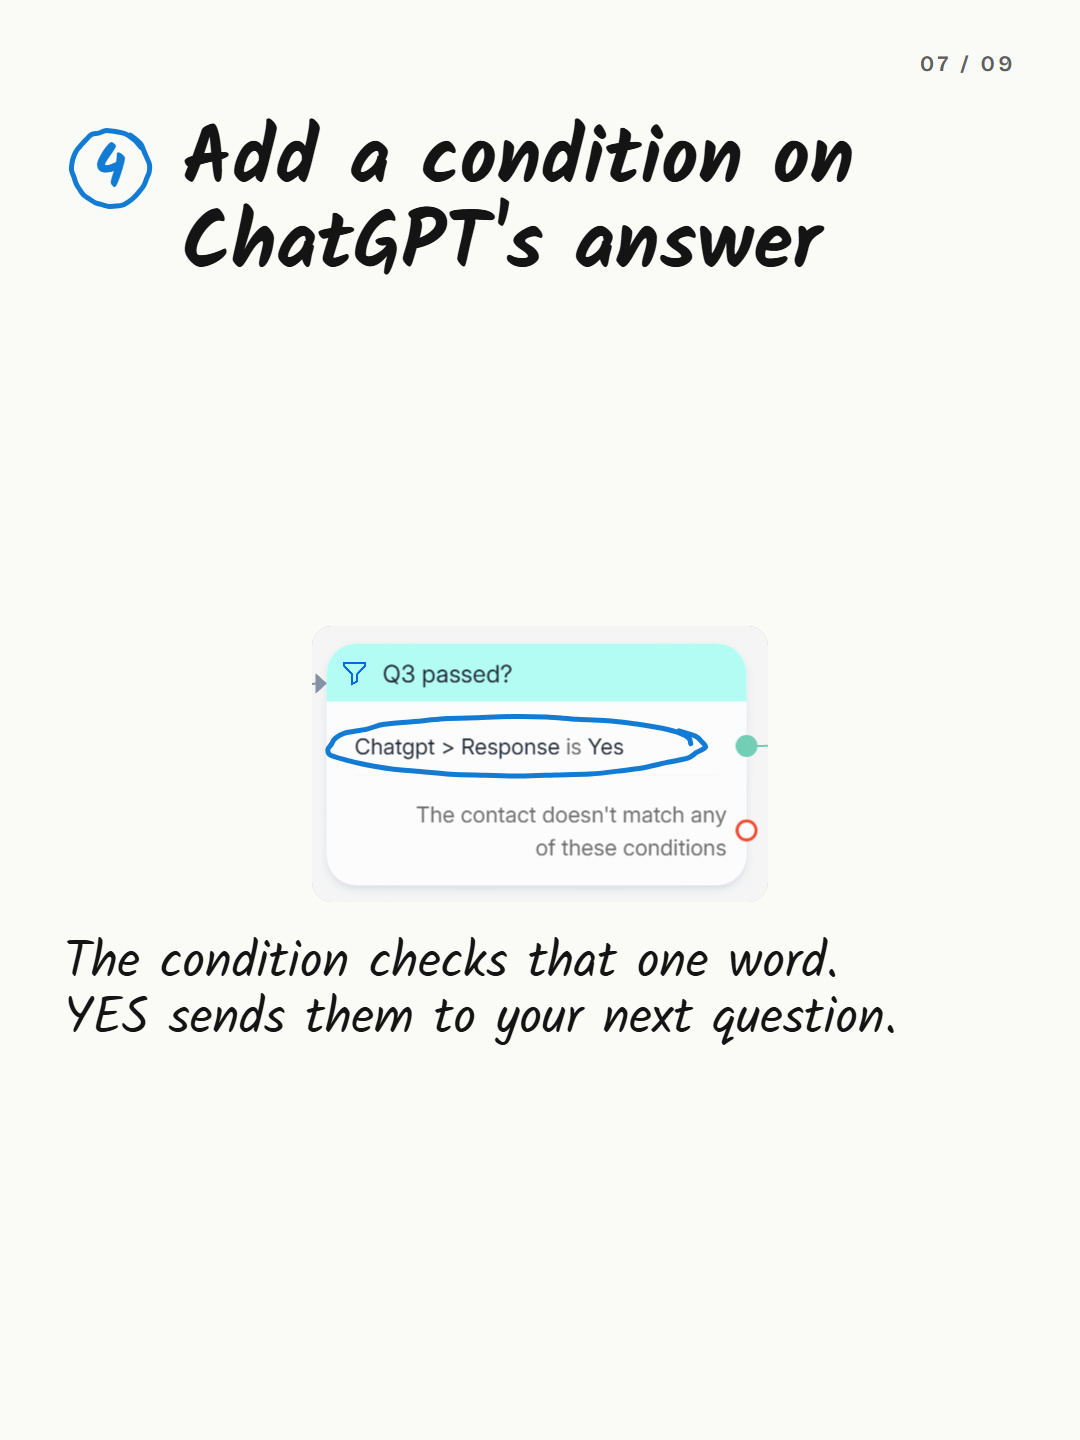 07 / 09
4
Add a condition on
ChatGPT's answer
Q3 passed?
Chatgpt > Response is Yes
The contact doesn't match any
of these conditions
The condition checks that one word.
YES sends them to your next question.